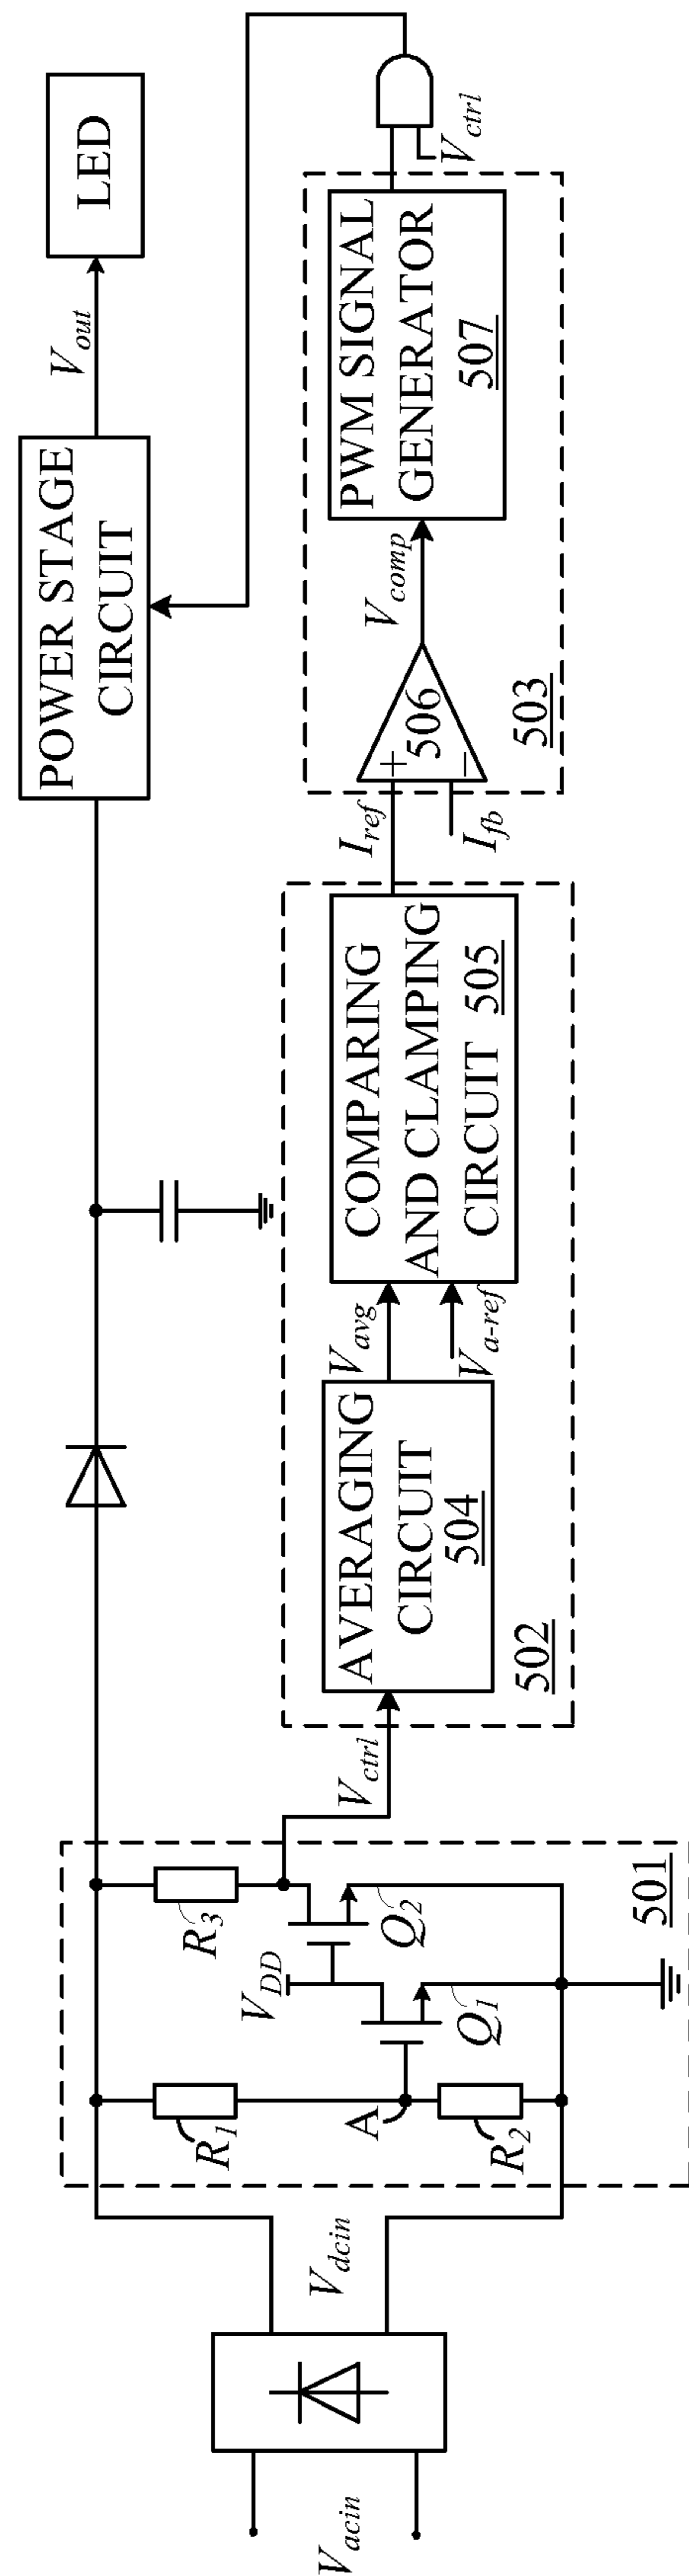 V_acin
V_dcin
R_1
A
R_2
V_DD
Q_1
R_3
Q_2
501
V_ctrl
AVERAGING
CIRCUIT
504
502
V_avg
V_a-ref
COMPARING
AND CLAMPING
CIRCUIT 505
I_ref
I_fb
506
+
−
503
V_comp
PWM SIGNAL
GENERATOR
507
V_ctrl
POWER STAGE
CIRCUIT
V_out
LED